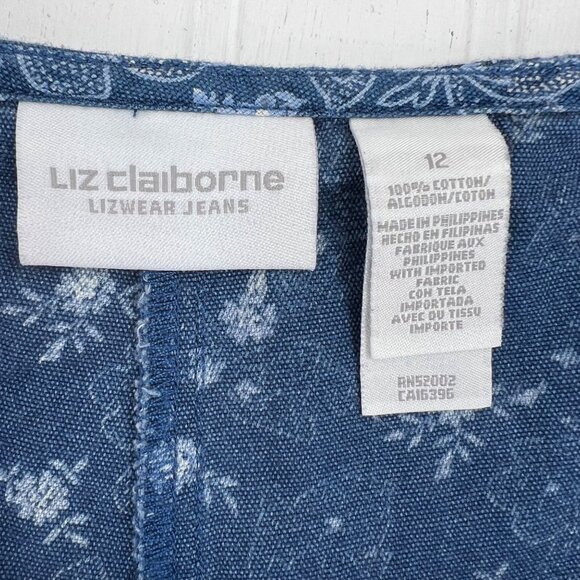 Liz claiborne
LIZWEAR JEANS
12
100% COTTON/
ALGODON/COTON
MADE IN PHILIPPINES
HECHO EN FILIPINAS
FABRIQUE AUX
PHILIPPINES
WITH IMPORTED
FABRIC
CON TELA
IMPORTADA
AVEC DU TISSU
IMPORTE
RN52002
CA16396